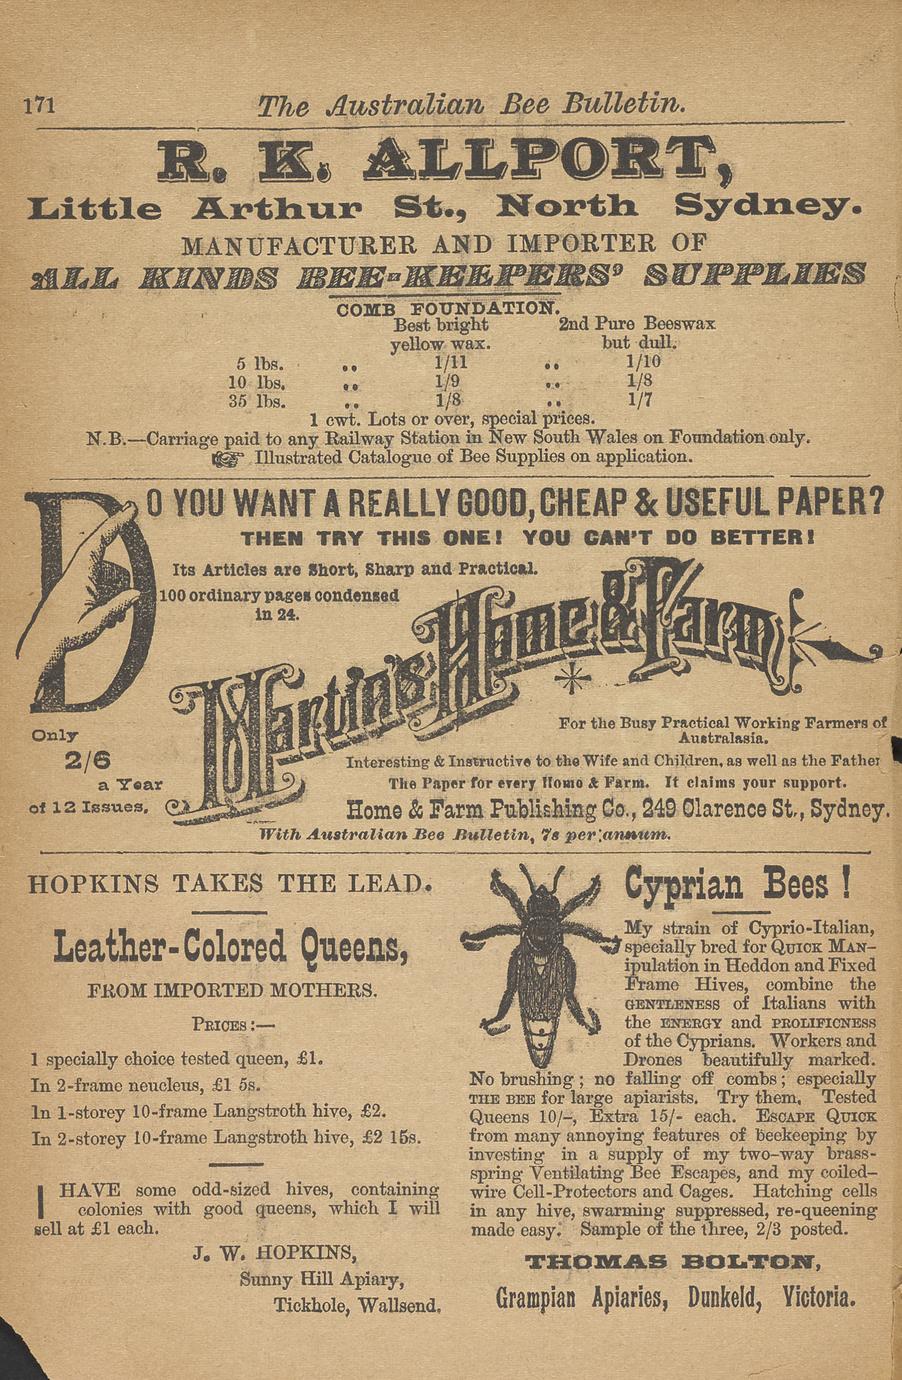 171
The Australian Bee Bulletin.
R. K. ALLPORT,
Little Arthur St., North Sydney.
MANUFACTURER AND IMPORTER OF
ALL KINDS BEE-KEEPERS' SUPPLIES
COMB FOUNDATION.
Best bright 2nd Pure Beeswax
yellow wax. but dull.
5 lbs. ,, 1/11 ,, 1/10
10 lbs. ,, 1/9 ,, 1/8
35 lbs. ,, 1/8 ,, 1/7
1 cwt. Lots or over, special prices.
N.B.—Carriage paid to any Railway Station in New South Wales on Foundation only.
☞ Illustrated Catalogue of Bee Supplies on application.
DO YOU WANT A REALLY GOOD, CHEAP & USEFUL PAPER?
THEN TRY THIS ONE! YOU CAN'T DO BETTER!
Its Articles are Short, Sharp and Practical.
100 ordinary pages condensed
in 24.
Martin's Home & Farm
Only
2/6
a Year
of 12 Issues.
For the Busy Practical Working Farmers of
Australasia.
Interesting & Instructive to the Wife and Children, as well as the Father
The Paper for every Home & Farm. It claims your support.
Home & Farm Publishing Co., 249 Clarence St., Sydney.
With Australian Bee Bulletin, 7s per annum.
HOPKINS TAKES THE LEAD.
Leather-Colored Queens,
FROM IMPORTED MOTHERS.
PRICES:—
1 specially choice tested queen, £1.
In 2-frame neucleus, £1 5s.
In 1-storey 10-frame Langstroth hive, £2.
In 2-storey 10-frame Langstroth hive, £2 15s.
I HAVE some odd-sized hives, containing
colonies with good queens, which I will
sell at £1 each.
J. W. HOPKINS,
Sunny Hill Apiary,
Tickhole, Wallsend.
Cyprian Bees!
My strain of Cyprio-Italian,
specially bred for QUICK MAN-
ipulation in Heddon and Fixed
Frame Hives, combine the
GENTLENESS of Italians with
the ENERGY and PROLIFICNESS
of the Cyprians. Workers and
Drones beautifully marked.
No brushing; no falling off combs; especially
THE BEE for large apiarists. Try them. Tested
Queens 10/-, Extra 15/- each. ESCAPE QUICK
from many annoying features of beekeeping by
investing in a supply of my two-way brass-
spring Ventilating Bee Escapes, and my coiled-
wire Cell-Protectors and Cages. Hatching cells
in any hive, swarming suppressed, re-queening
made easy. Sample of the three, 2/3 posted.
THOMAS BOLTON,
Grampian Apiaries, Dunkeld, Victoria.